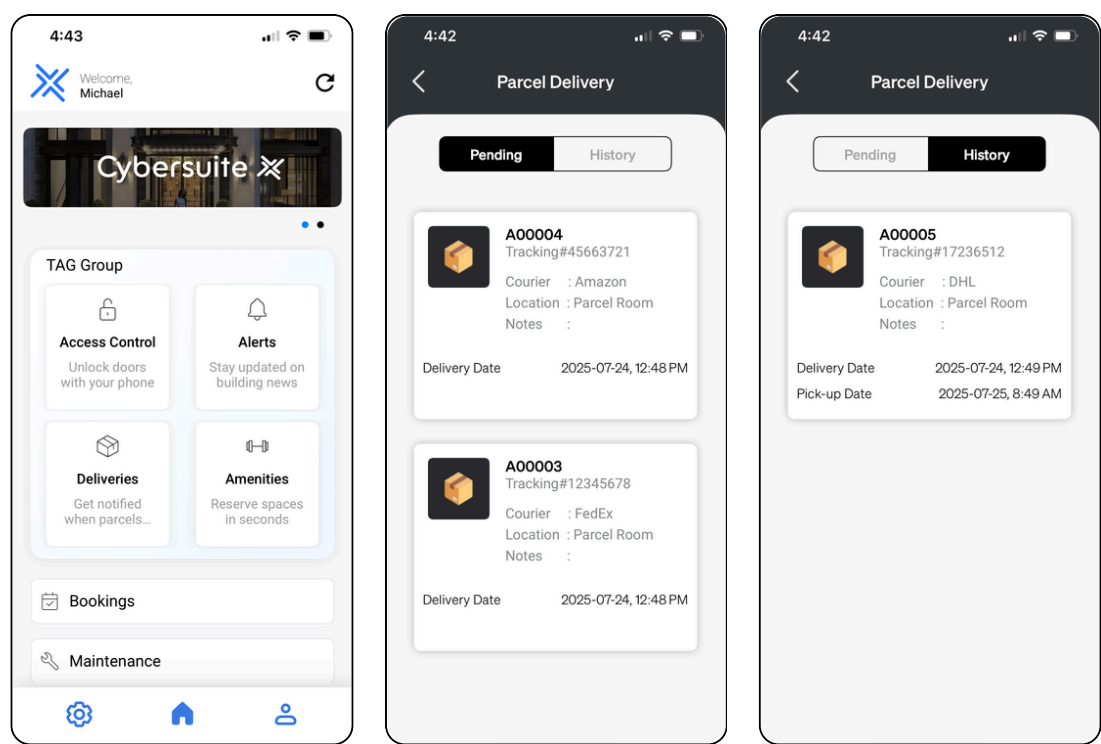 4:43
Welcome,
Michael
Cybersuite
TAG Group
Access Control
Unlock doors
with your phone
Alerts
Stay updated on
building news
Deliveries
Get notified
when parcels...
Amenities
Reserve spaces
in seconds
Bookings
Maintenance
4:42
Parcel Delivery
Pending
History
A00004
Tracking#45663721
Courier : Amazon
Location : Parcel Room
Notes :
Delivery Date 2025-07-24, 12:48 PM
A00003
Tracking#12345678
Courier : FedEx
Location : Parcel Room
Notes :
Delivery Date 2025-07-24, 12:48 PM
4:42
Parcel Delivery
Pending
History
A00005
Tracking#17236512
Courier : DHL
Location : Parcel Room
Notes :
Delivery Date 2025-07-24, 12:49 PM
Pick-up Date 2025-07-25, 8:49 AM